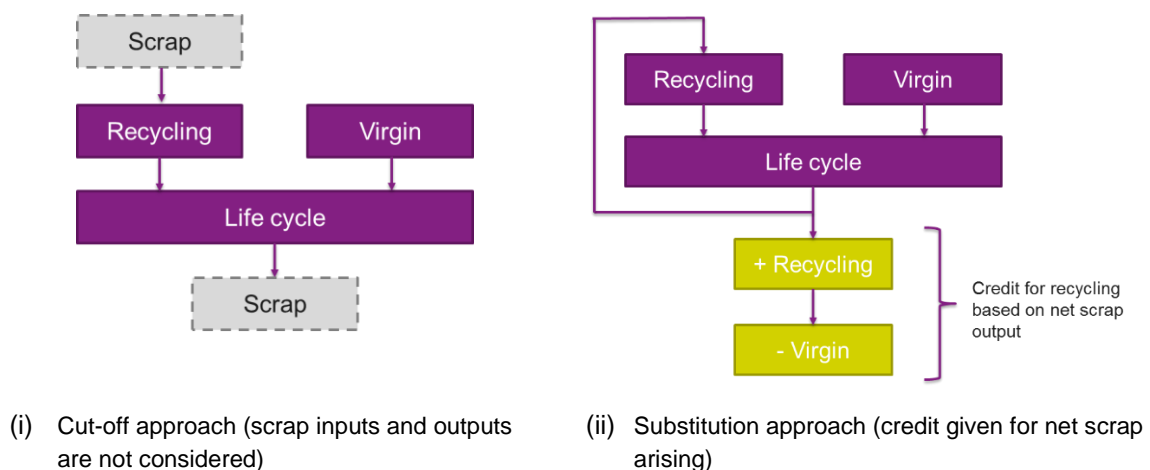 Scrap
Recycling
Virgin
Life cycle
Scrap
(i) Cut-off approach (scrap inputs and outputs
are not considered)
Recycling
Virgin
Life cycle
+ Recycling
- Virgin
Credit for recycling
based on net scrap
output
(ii) Substitution approach (credit given for net scrap
arising)